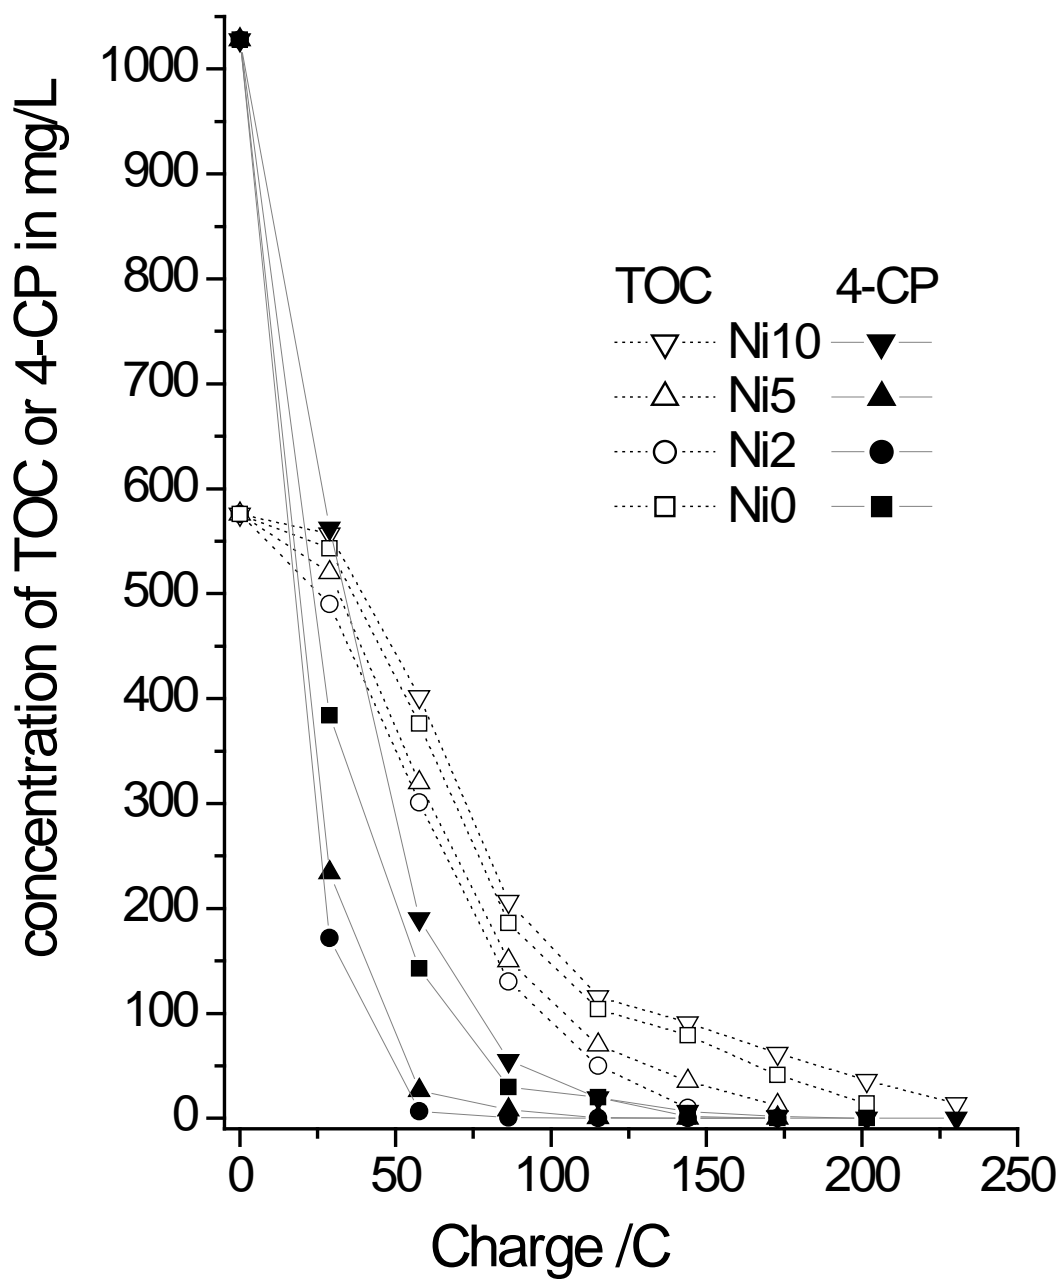 concentration of TOC or 4-CP in mg/L
1000
900
800
700
600
500
400
300
200
100
0
TOC 4-CP
Ni10
Ni5
Ni2
Ni0
0 50 100 150 200 250
Charge /C